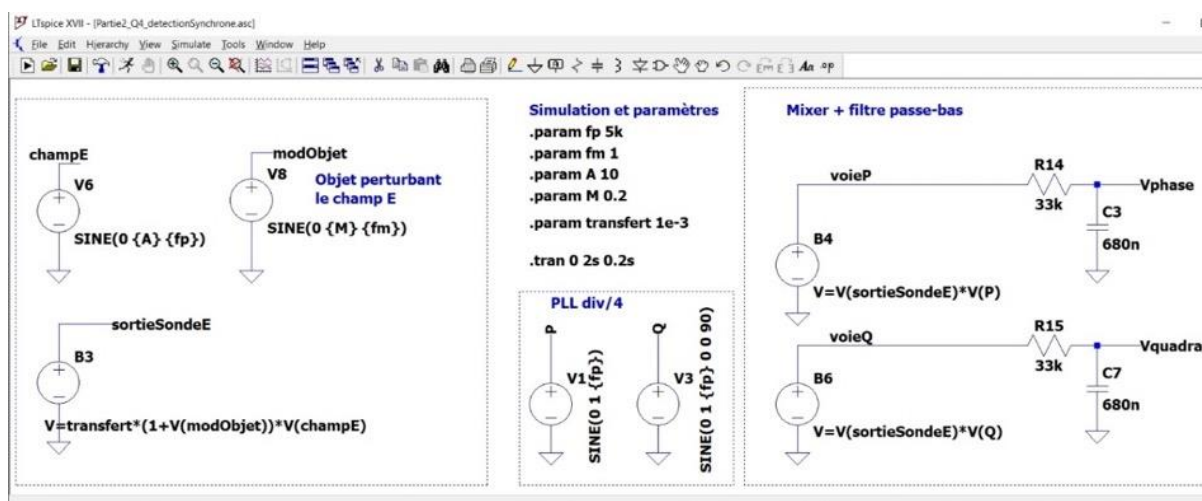 LTspice XVII - [Partie2_Q4_detectionSynchrone.asc]
File Edit Hierarchy View Simulate Tools Window Help
champE
V6
SINE(0 {A} {fp})
modObjet
V8
Objet perturbant
le champ E
SINE(0 {M} {fm})
sortieSondeE
B3
V=transfert*(1+V(modObjet))*V(champE)
Simulation et paramètres
.param fp 5k
.param fm 1
.param A 10
.param M 0.2
.param transfert 1e-3
.tran 0 2s 0.2s
PLL div/4
P
V1
SINE(0 1 {fp})
Q
V3
SINE(0 1 {fp} 0 0 90)
Mixer + filtre passe-bas
voieP
R14
33k
Vphase
C3
680n
B4
V=V(sortieSondeE)*V(P)
voieQ
R15
33k
Vquadra
C7
680n
B6
V=V(sortieSondeE)*V(Q)